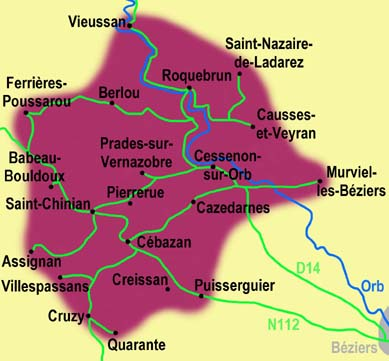 Vieussan
Saint-Nazaire-
de-Ladarez
Roquebrun
Ferrières-
Poussarou
Berlou
Causses-
et-Veyran
Prades-sur-
Vernazobre
Cessenon-
sur-Orb
Babeau-
Bouldoux
Murviel-
les-Béziers
Pierrerue
Saint-Chinian
Cazedarnes
Cébazan
Assignan
D14
Orb
Villespassans
Creissan
Puisserguier
Cruzy
N112
Quarante
Béziers